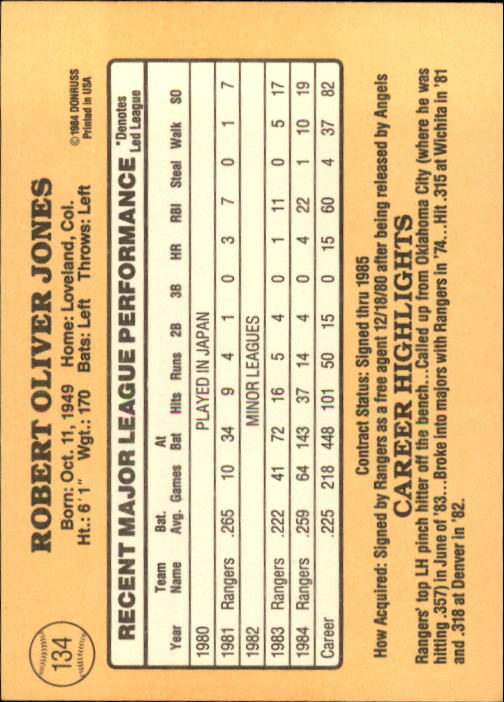 134
ROBERT OLIVER JONES
Born: Oct. 11, 1949 Home: Loveland, Col.
Ht.: 6'1" Wgt.: 170 Bats: Left Throws: Left
© 1984 DONRUSS
Printed in USA
RECENT MAJOR LEAGUE PERFORMANCE
*Denotes
Led League
Year Team Name Bat. Avg. Games At Bat Hits Runs 2B 3B HR RBI Steal Walk SO
1980 PLAYED IN JAPAN
1981 Rangers .265 10 34 9 4 1 0 3 7 0 1 7
1982 MINOR LEAGUES
1983 Rangers .222 41 72 16 5 4 0 1 11 0 5 17
1984 Rangers .259 64 143 37 14 4 0 4 22 1 10 19
Career .225 218 448 101 50 15 0 15 60 4 37 82
Contract Status: Signed thru 1985
How Acquired: Signed by Rangers as a free agent 12/18/80 after being released by Angels
CAREER HIGHLIGHTS
Rangers' top LH pinch hitter off the bench...Called up from Oklahoma City (where he was
hitting .357) in June of '83...Broke into majors with Rangers in '74...Hit .315 at Wichita in '81
and .318 at Denver in '82.